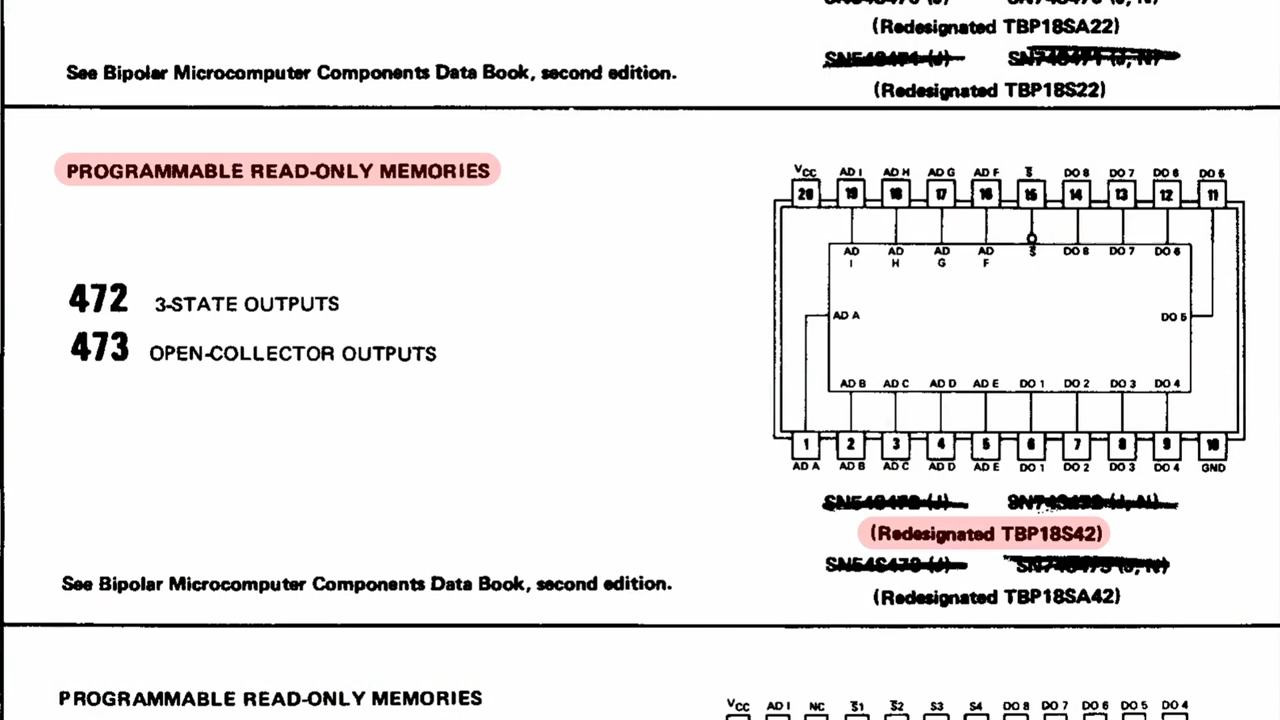 (Redesignated TBP18SA22)
See Bipolar Microcomputer Components Data Book, second edition.
(Redesignated TBP18S22)
PROGRAMMABLE READ-ONLY MEMORIES
472 3-STATE OUTPUTS
473 OPEN-COLLECTOR OUTPUTS
VCC AD I AD H AD G AD F S̅ DO 8 DO 7 DO 6 DO 5
20 19 18 17 16 15 14 13 12 11
AD I AD H AD G AD F S̅ DO 8 DO 7 DO 6
AD A DO 5
AD B AD C AD D AD E DO 1 DO 2 DO 3 DO 4
1 2 3 4 5 6 7 8 9 10
AD A AD B AD C AD D AD E DO 1 DO 2 DO 3 DO 4 GND
(Redesignated TBP18S42)
See Bipolar Microcomputer Components Data Book, second edition.
(Redesignated TBP18SA42)
PROGRAMMABLE READ-ONLY MEMORIES
VCC AD I NC S̅1 S̅2 S3 S4 DO 8 DO 7 DO 6 DO 5 DO 4